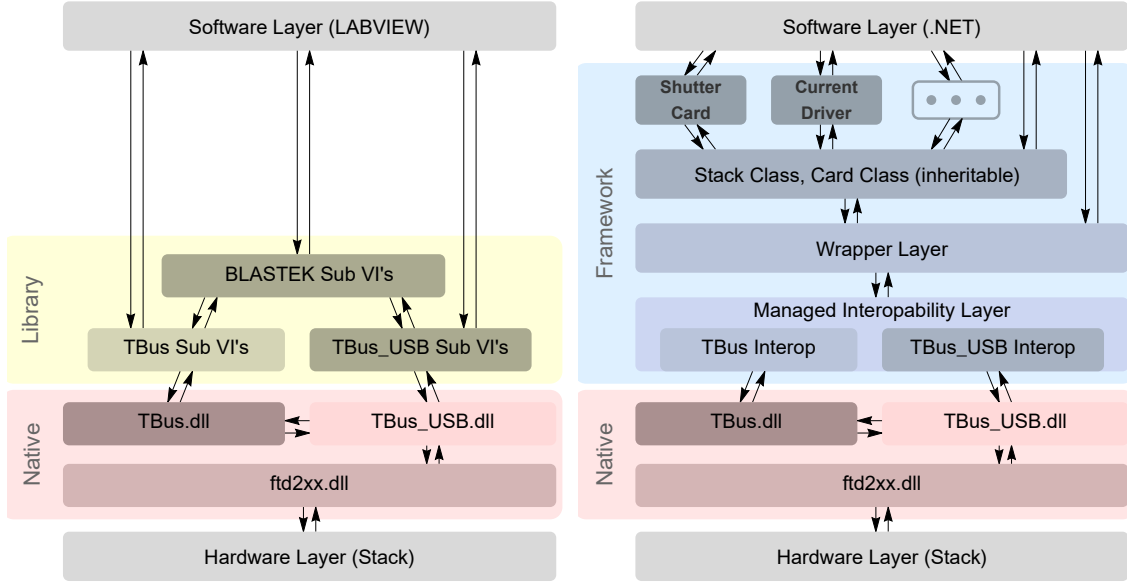 Software Layer (LABVIEW)
Library
BLASTEK Sub VI's
TBus Sub VI's
TBus_USB Sub VI's
Native
TBus.dll
TBus_USB.dll
ftd2xx.dll
Hardware Layer (Stack)
Software Layer (.NET)
Framework
Shutter
Card
Current
Driver
Stack Class, Card Class (inheritable)
Wrapper Layer
Managed Interopability Layer
TBus Interop
TBus_USB Interop
Native
TBus.dll
TBus_USB.dll
ftd2xx.dll
Hardware Layer (Stack)